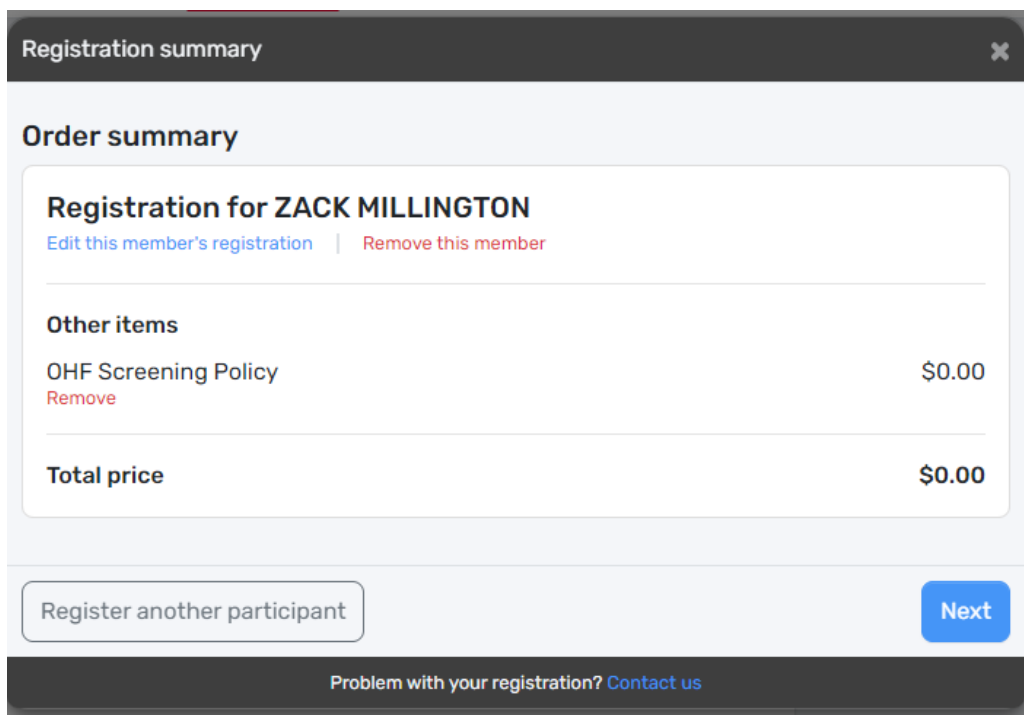 Registration summary
Order summary
Registration for ZACK MILLINGTON
Edit this member's registration | Remove this member
Other items
OHF Screening Policy $0.00
Remove
Total price $0.00
Register another participant Next
Problem with your registration? Contact us